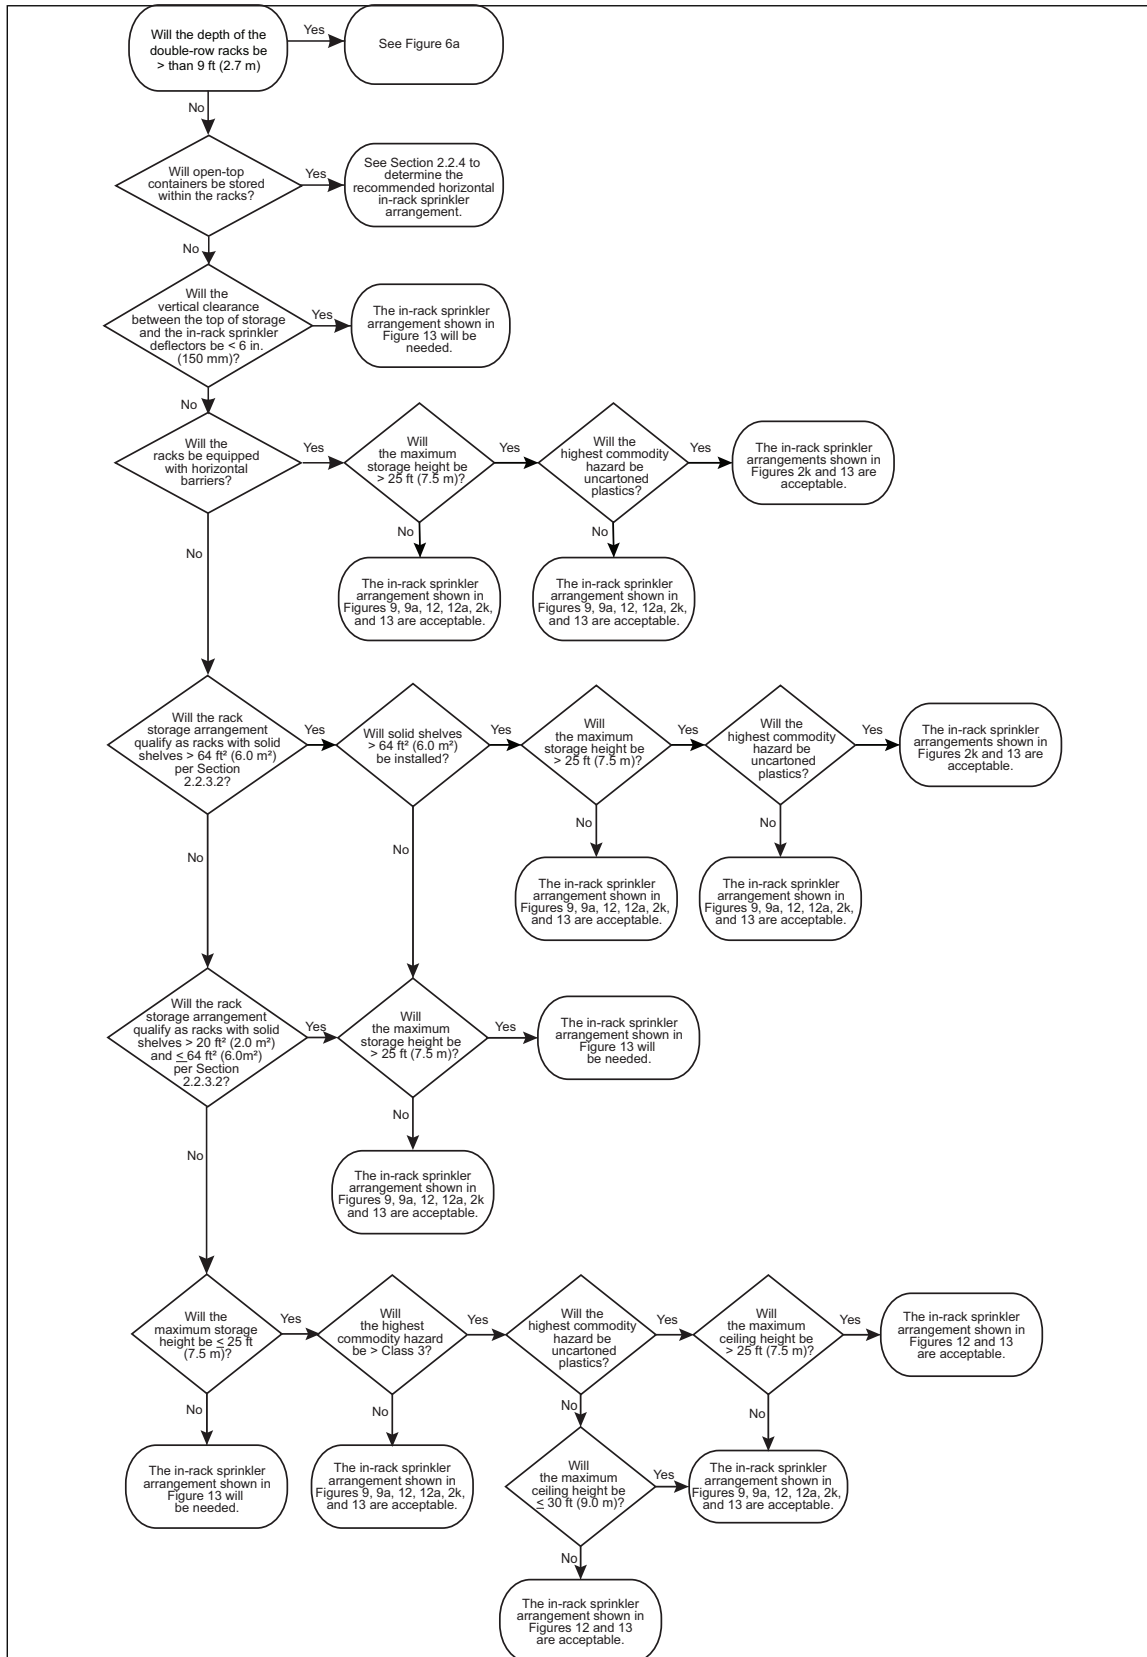 Will the depth of the
double-row racks be
> than 9 ft (2.7 m)
Yes
See Figure 6a
No
Will open-top
containers be stored
within the racks?
Yes
See Section 2.2.4 to
determine the
recommended horizontal
in-rack sprinkler
arrangement.
No
Will the
vertical clearance
between the top of storage
and the in-rack sprinkler
deflectors be < 6 in.
(150 mm)?
Yes
The in-rack sprinkler
arrangement shown in
Figure 13 will be
needed.
No
Will the
racks be equipped
with horizontal
barriers?
Yes
Will
the maximum
storage height be
> 25 ft (7.5 m)?
Yes
Will the
highest commodity
hazard be
uncartoned
plastics?
Yes
The in-rack sprinkler
arrangements shown in
Figures 2k and 13 are
acceptable.
No
No
No
The in-rack sprinkler
arrangement shown in
Figures 9, 9a, 12, 12a, 2k,
and 13 are acceptable.
The in-rack sprinkler
arrangement shown in
Figures 9, 9a, 12, 12a, 2k,
and 13 are acceptable.
Will the rack
storage arrangement
qualify as racks with solid
shelves > 64 ft² (6.0 m²)
per Section
2.2.3.2?
Yes
Will solid shelves
> 64 ft² (6.0 m²)
be installed?
Yes
Will
the maximum
storage height be
> 25 ft (7.5 m)?
Yes
Will the
highest commodity
hazard be
uncartoned
plastics?
Yes
The in-rack sprinkler
arrangements shown in
Figures 2k and 13 are
acceptable.
No
No
No
No
The in-rack sprinkler
arrangement shown in
Figures 9, 9a, 12, 12a, 2k,
and 13 are acceptable.
The in-rack sprinkler
arrangement shown in
Figures 9, 9a, 12, 12a, 2k,
and 13 are acceptable.
Will the rack
storage arrangement
qualify as racks with solid
shelves > 20 ft² (2.0 m²)
and ≤ 64 ft² (6.0m²)
per Section
2.2.3.2?
Yes
Will
the maximum
storage height be
> 25 ft (7.5 m)?
Yes
The in-rack sprinkler
arrangement shown in
Figure 13 will
be needed.
No
No
The in-rack sprinkler
arrangement shown in
Figures 9, 9a, 12, 12a, 2k
and 13 are acceptable.
Will the
maximum storage
height be ≤ 25 ft
(7.5 m)?
Yes
Will
the highest
commodity hazard
be > Class 3?
Yes
Will the
highest commodity
hazard be
uncartoned
plastics?
Yes
Will
the maximum
ceiling height be
> 25 ft (7.5 m)?
Yes
The in-rack sprinkler
arrangement shown in
Figures 12 and 13
are acceptable.
No
No
No
No
The in-rack sprinkler
arrangement shown in
Figure 13 will
be needed.
The in-rack sprinkler
arrangement shown in
Figures 9, 9a, 12, 12a, 2k,
and 13 are acceptable.
Will
the maximum
ceiling height be
≤ 30 ft (9.0 m)?
Yes
The in-rack sprinkler
arrangement shown in
Figures 9, 9a, 12, 12a, 2k,
and 13 are acceptable.
No
The in-rack sprinkler
arrangement shown in
Figures 12 and 13
are acceptable.